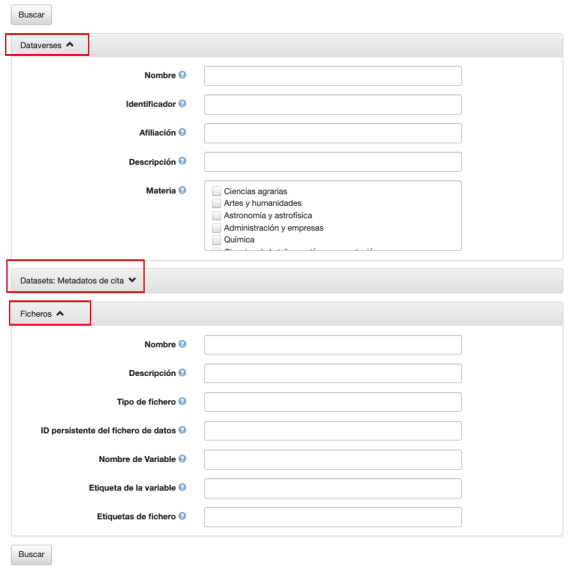 Buscar
Dataverses
Nombre
Identificador
Afiliación
Descripción
Materia
Ciencias agrarias
Artes y humanidades
Astronomía y astrofísica
Administración y empresas
Química
Datasets: Metadatos de cita
Ficheros
Nombre
Descripción
Tipo de fichero
ID persistente del fichero de datos
Nombre de Variable
Etiqueta de la variable
Etiquetas de fichero
Buscar